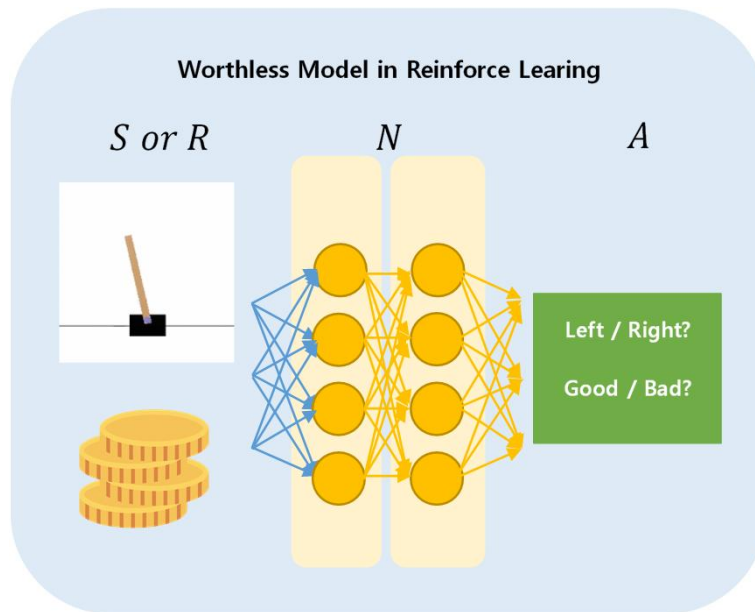 Worthless Model in Reinforce Learing
S or R
N
A
Left / Right?
Good / Bad?